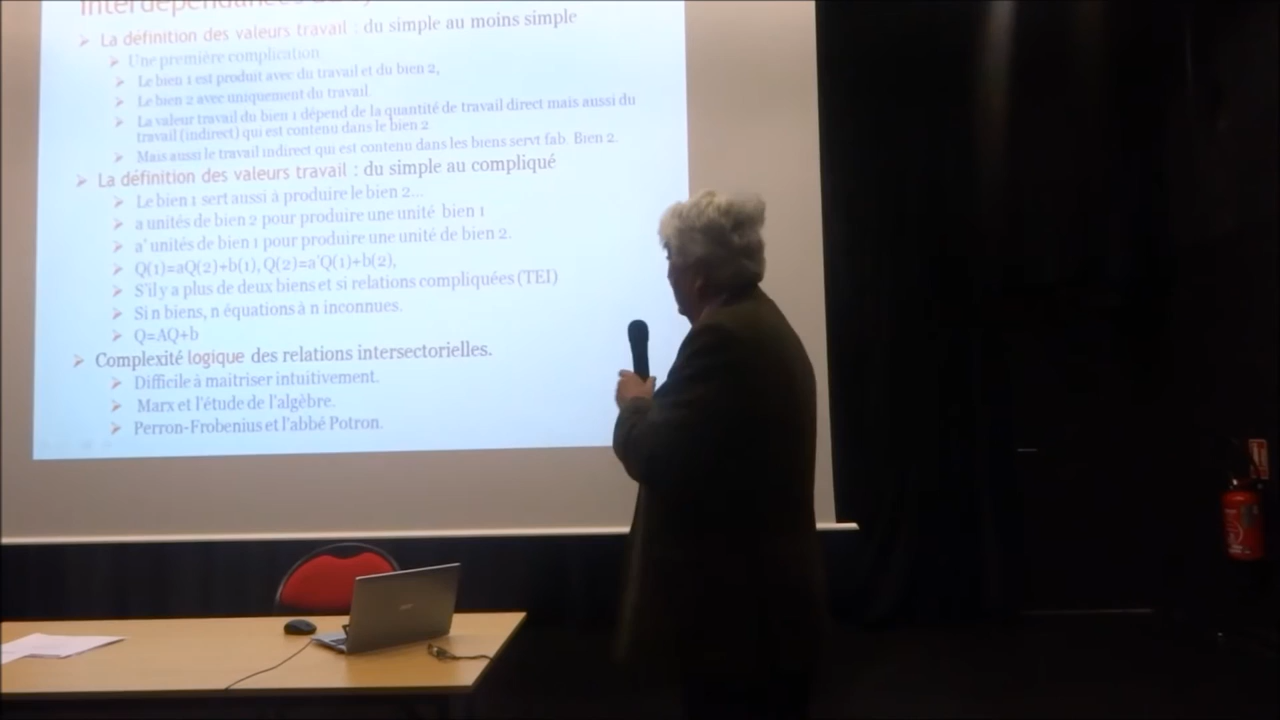 Interdépendances
La définition des valeurs travail : du simple au moins simple
Une première complication
Le bien 1 est produit avec du travail et du bien 2,
Le bien 2 avec uniquement du travail
La valeur travail du bien 1 dépend de la quantité de travail direct mais aussi du
travail (indirect) qui est contenu dans le bien 2
Mais aussi le travail indirect qui est contenu dans les biens servt fab. Bien 2.
La définition des valeurs travail : du simple au compliqué
Le bien 1 sert aussi à produire le bien 2...
a unités de bien 2 pour produire une unité bien 1
a' unités de bien 1 pour produire une unité de bien 2.
Q(1)=aQ(2)+b(1), Q(2)=a'Q(1)+b(2),
S'il y a plus de deux biens et si relations compliquées (TEI)
Si n biens, n équations à n inconnues.
Q=AQ+b
Complexité logique des relations intersectorielles.
Difficile à maitriser intuitivement.
Marx et l'étude de l'algèbre.
Perron-Frobenius et l'abbé Potron.
acer